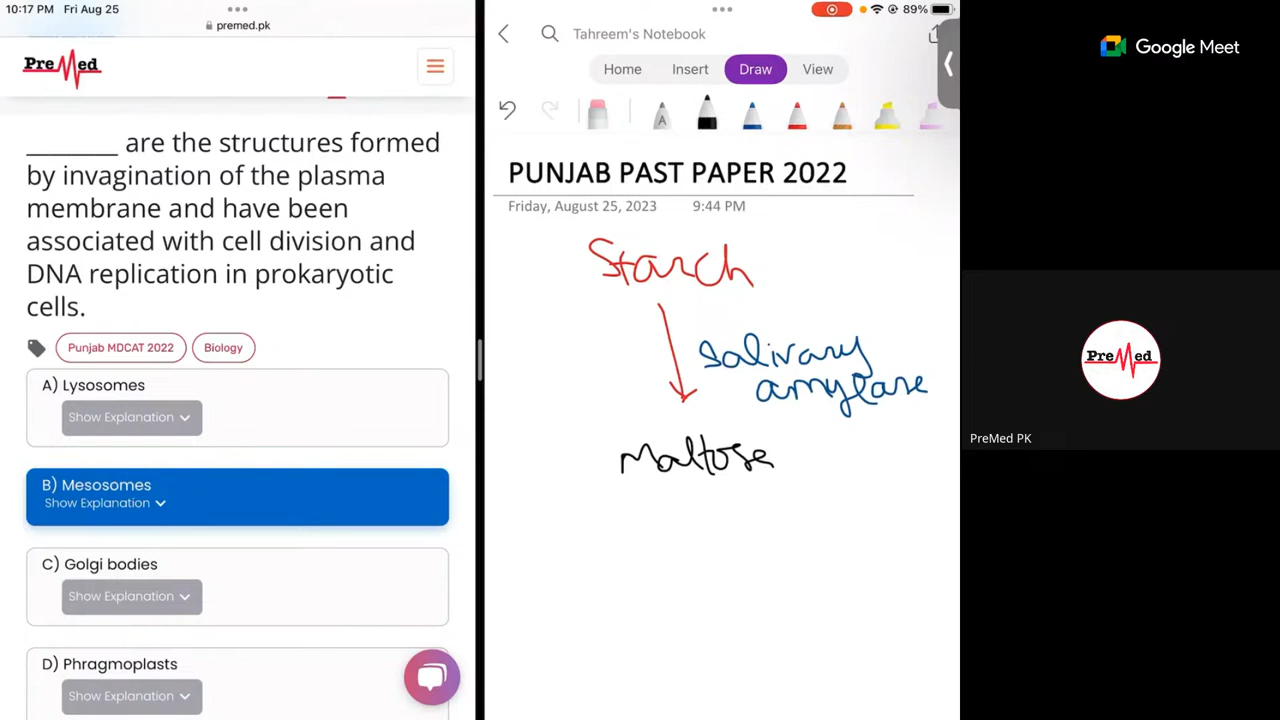 10:17 PM Fri Aug 25
premed.pk
PreMed
________ are the structures formed
by invagination of the plasma
membrane and have been
associated with cell division and
DNA replication in prokaryotic
cells.
Punjab MDCAT 2022
Biology
A) Lysosomes
Show Explanation
B) Mesosomes
Show Explanation
C) Golgi bodies
Show Explanation
D) Phragmoplasts
Show Explanation
89%
Tahreem's Notebook
Home Insert Draw View
A
PUNJAB PAST PAPER 2022
Friday, August 25, 2023 9:44 PM
Starch
Salivary
amylase
Maltose
Google Meet
PreMed
PreMed PK